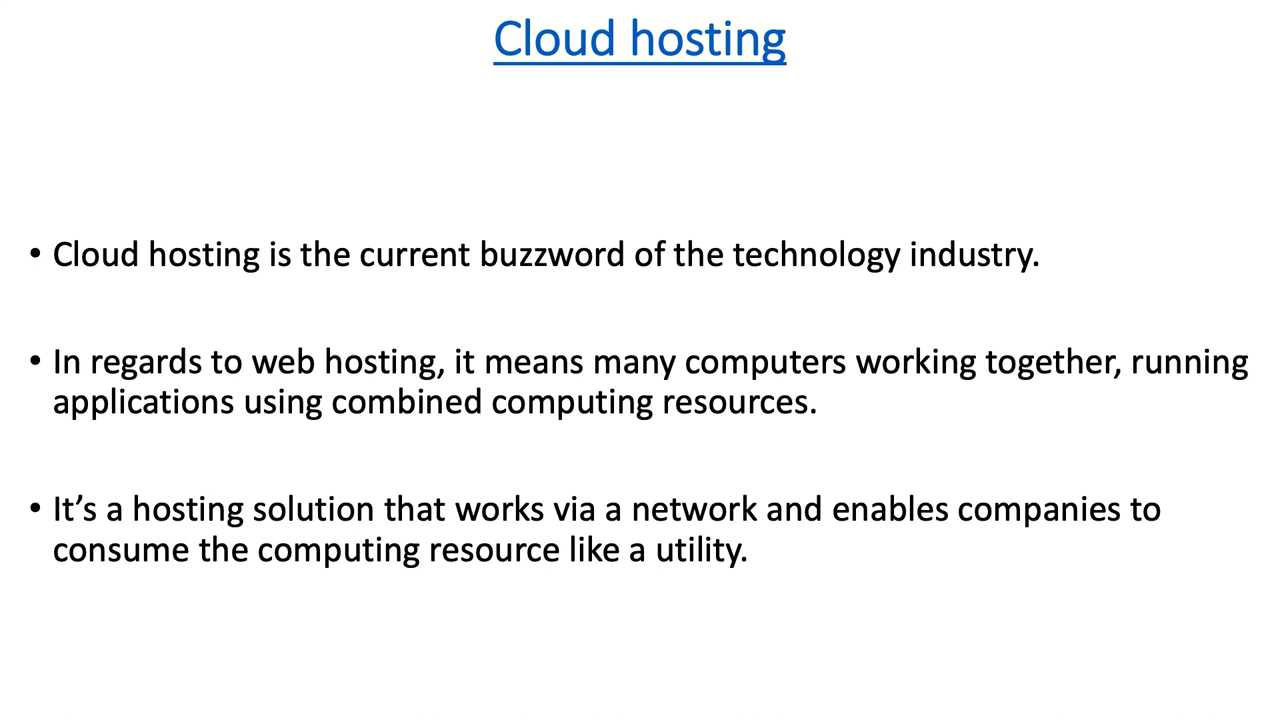 Cloud hosting
• Cloud hosting is the current buzzword of the technology industry.
• In regards to web hosting, it means many computers working together, running
applications using combined computing resources.
• It’s a hosting solution that works via a network and enables companies to
consume the computing resource like a utility.